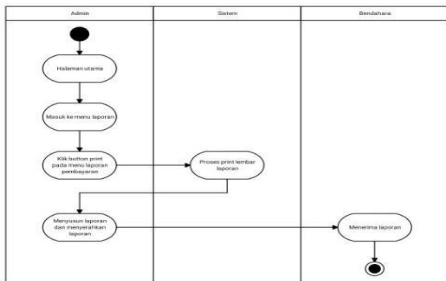 Admin
Sistem
Bendahara
Halaman utama
Masuk ke menu laporan
Klik button print
pada menu laporan
pembayaran
Proses print lembar
laporan
Menyusun laporan
dan menyerahkan
laporan
Menerima laporan